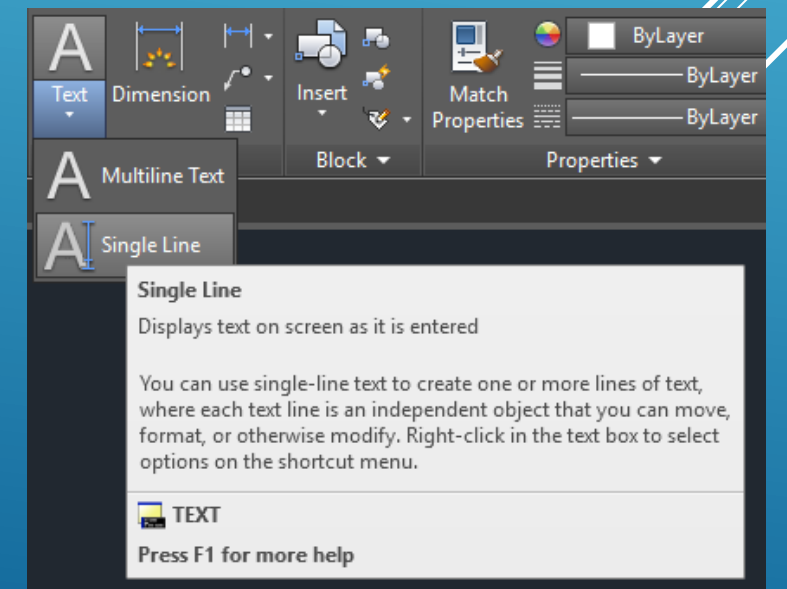 ByLayer
Text Dimension Insert Match Properties ByLayer
ByLayer
Block Properties
Multiline Text
Single Line
Single Line
Displays text on screen as it is entered
You can use single-line text to create one or more lines of text,
where each text line is an independent object that you can move,
format, or otherwise modify. Right-click in the text box to select
options on the shortcut menu.
TEXT
Press F1 for more help